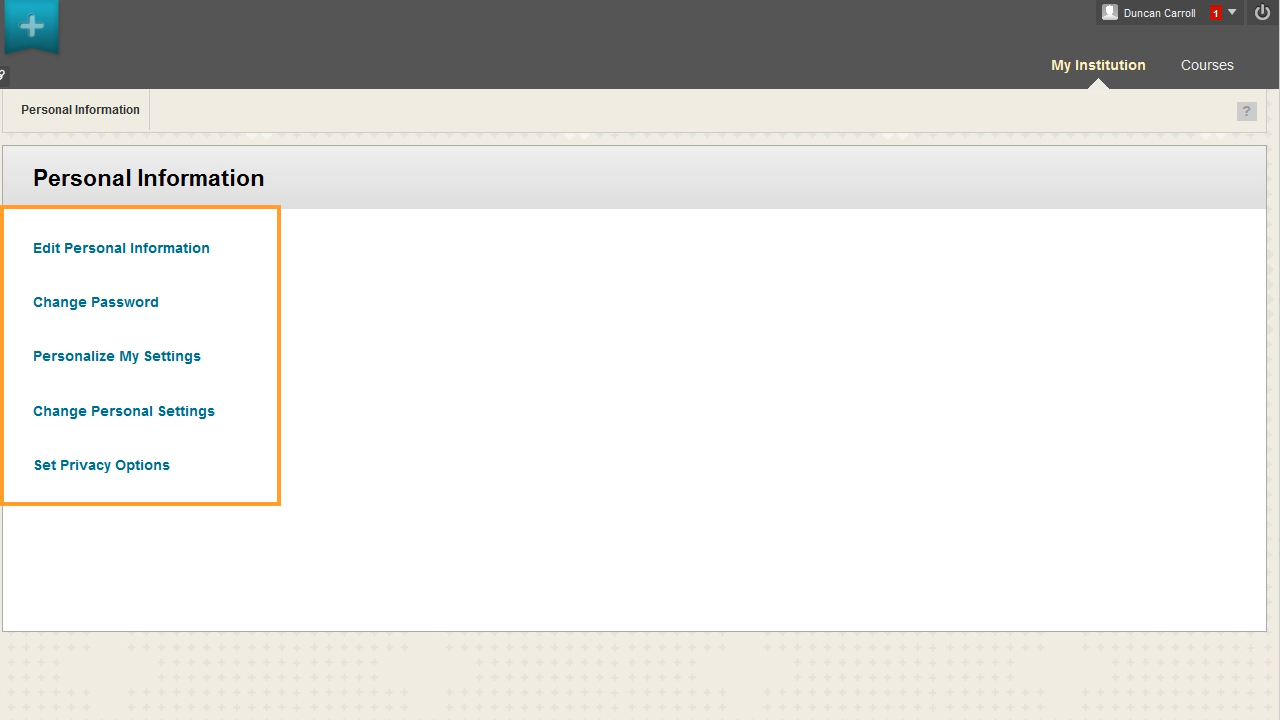 Duncan Carroll 1
My Institution Courses
Personal Information
?
Personal Information
Edit Personal Information
Change Password
Personalize My Settings
Change Personal Settings
Set Privacy Options